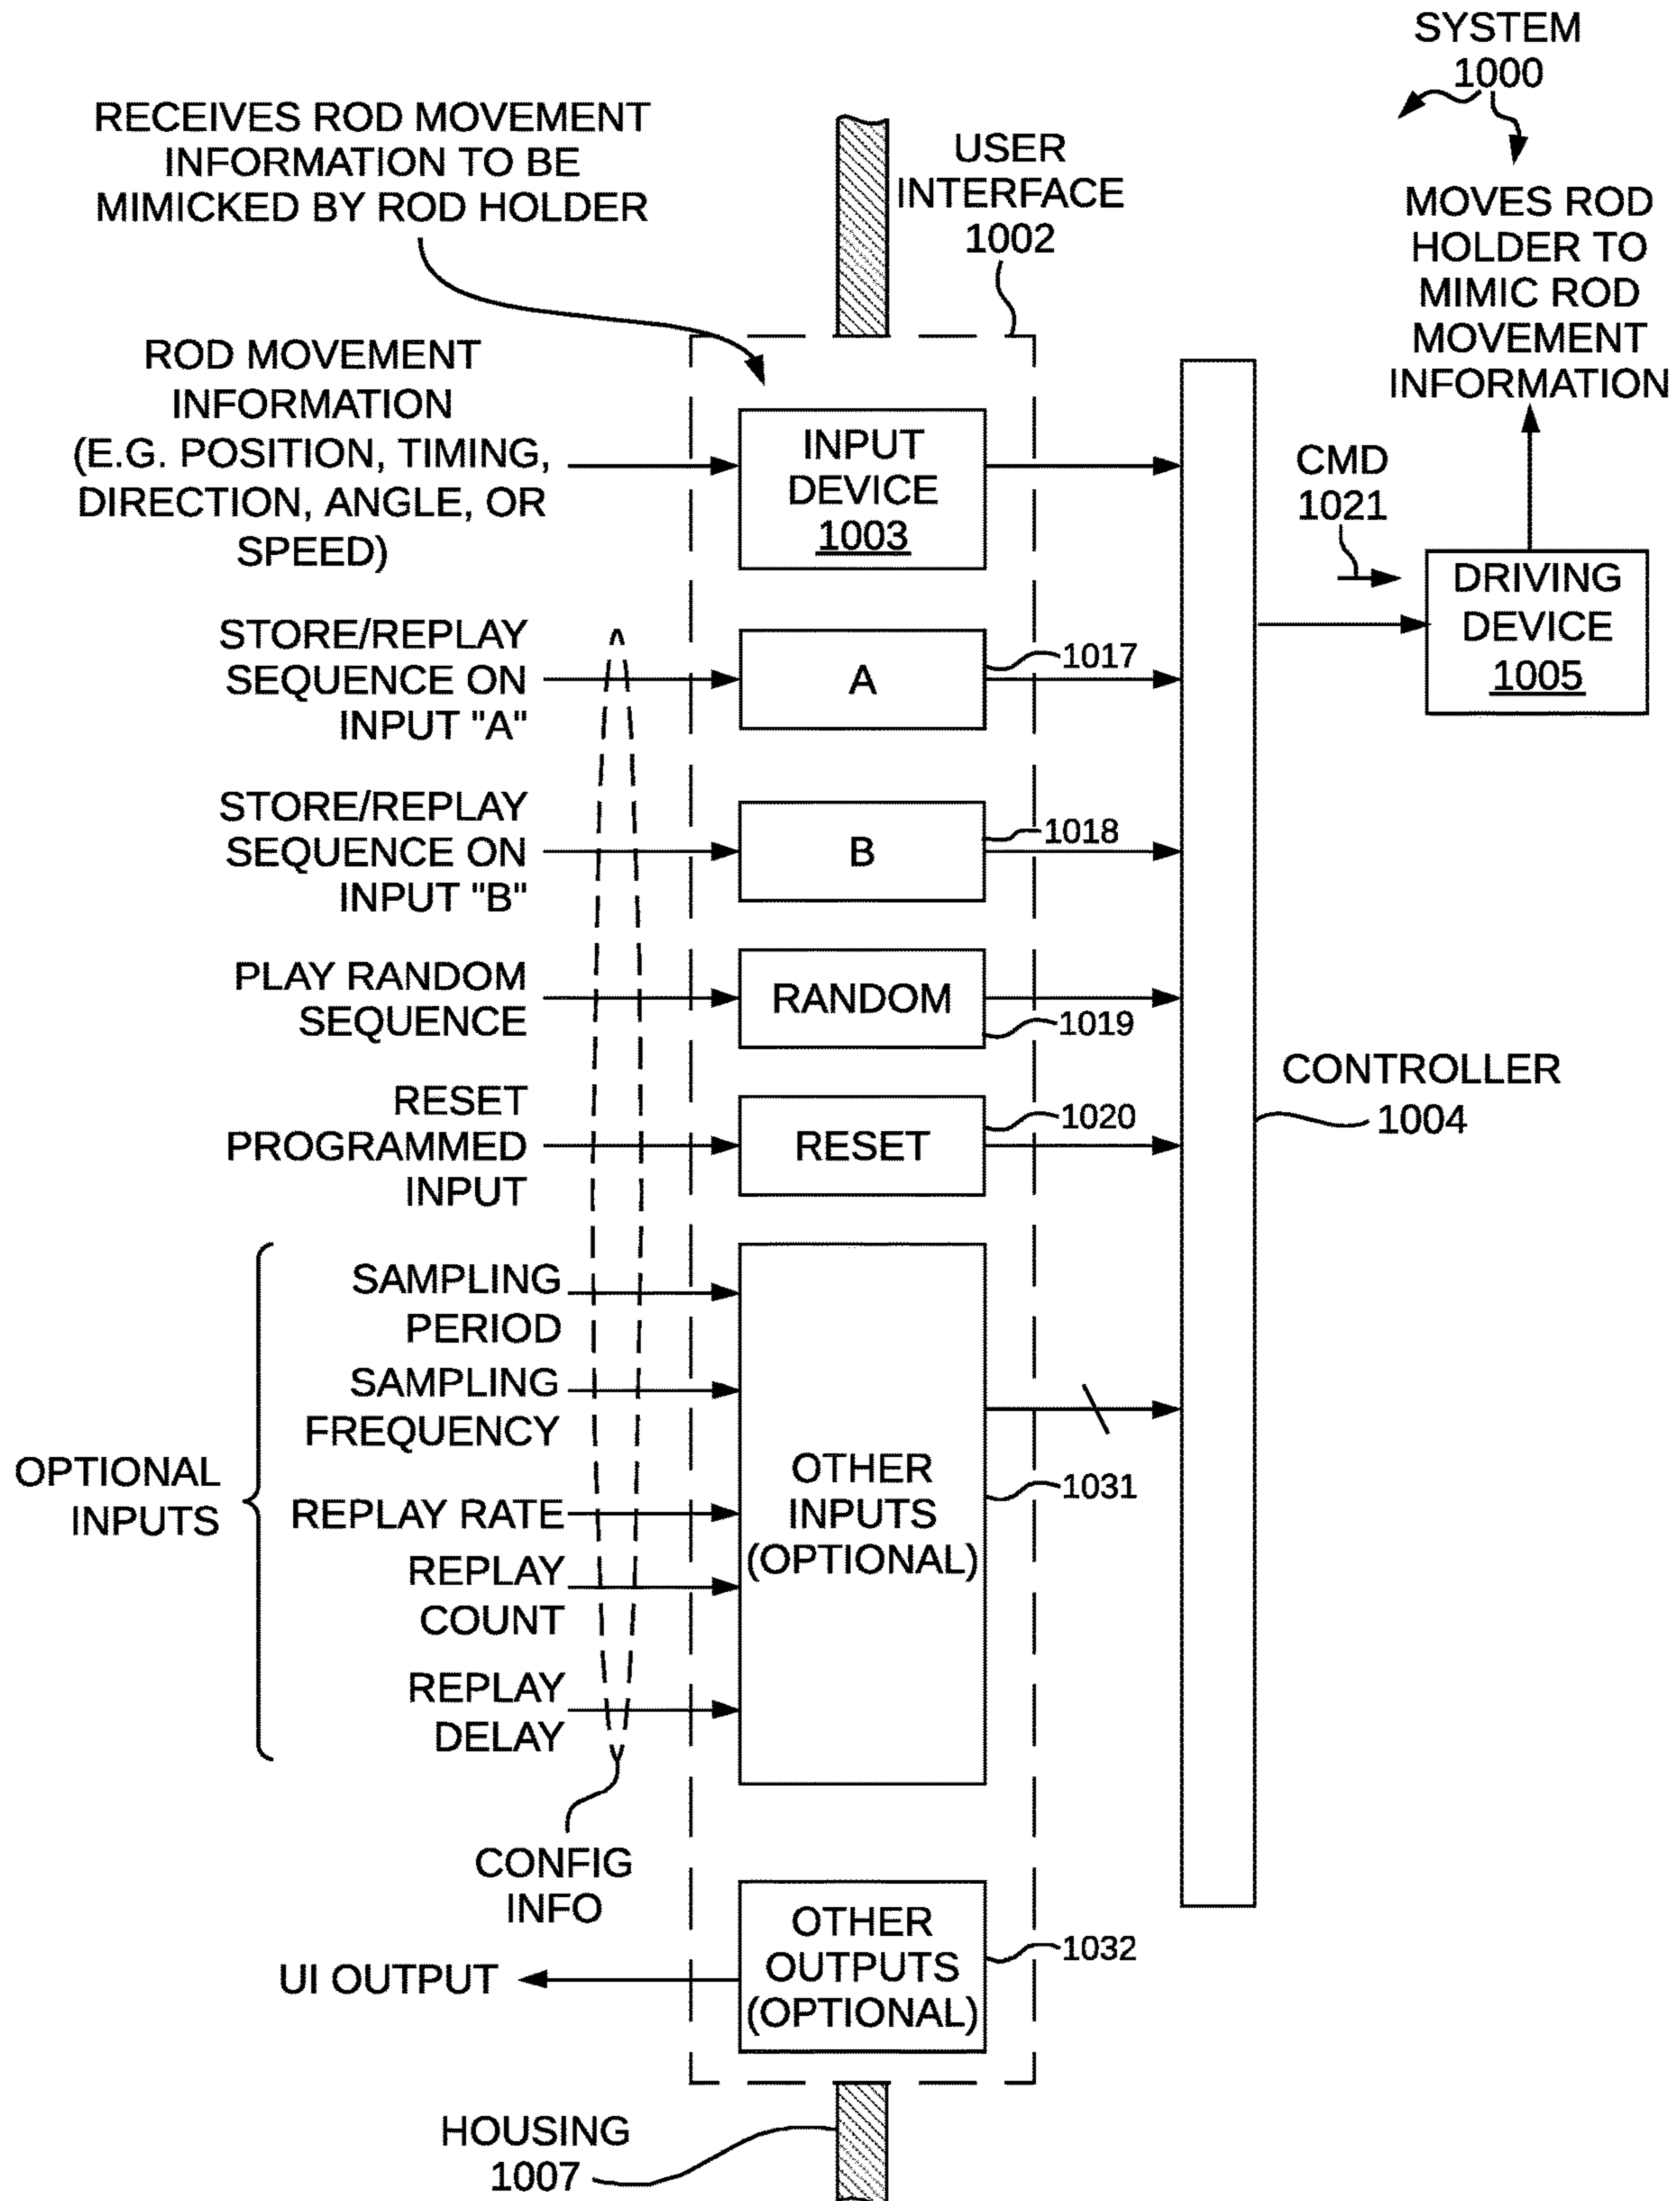 SYSTEM
1000
RECEIVES ROD MOVEMENT
INFORMATION TO BE
MIMICKED BY ROD HOLDER
USER
INTERFACE
1002
MOVES ROD
HOLDER TO
MIMIC ROD
MOVEMENT
INFORMATION
ROD MOVEMENT
INFORMATION
(E.G. POSITION, TIMING,
DIRECTION, ANGLE, OR
SPEED)
INPUT
DEVICE
1003
CMD
1021
DRIVING
DEVICE
1005
STORE/REPLAY
SEQUENCE ON
INPUT "A"
A
1017
STORE/REPLAY
SEQUENCE ON
INPUT "B"
B
1018
PLAY RANDOM
SEQUENCE
RANDOM
1019
RESET
PROGRAMMED
INPUT
RESET
1020
CONTROLLER
1004
OPTIONAL
INPUTS
SAMPLING
PERIOD
SAMPLING
FREQUENCY
REPLAY RATE
REPLAY
COUNT
REPLAY
DELAY
OTHER
INPUTS
(OPTIONAL)
1031
CONFIG
INFO
UI OUTPUT
OTHER
OUTPUTS
(OPTIONAL)
1032
HOUSING
1007